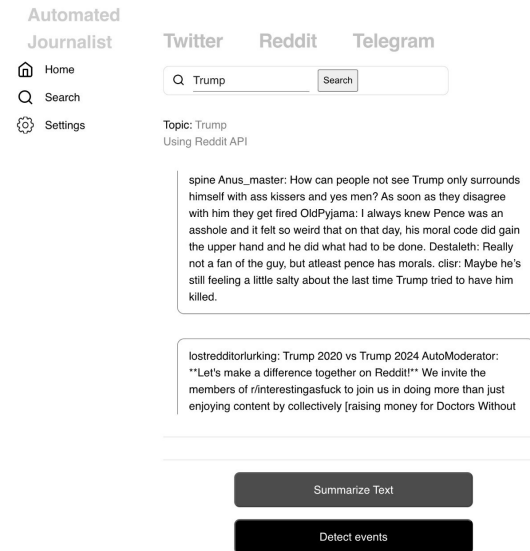 Automated
Journalist
Home
Search
Settings
Twitter Reddit Telegram
Trump Search
Topic: Trump
Using Reddit API
spine Anus_master: How can people not see Trump only surrounds
himself with ass kissers and yes men? As soon as they disagree
with him they get fired OldPyjama: I always knew Pence was an
asshole and it felt so weird that on that day, his moral code did gain
the upper hand and he did what had to be done. Destaleth: Really
not a fan of the guy, but atleast pence has morals. clisr: Maybe he's
still feeling a little salty about the last time Trump tried to have him
killed.
lostredditorlurking: Trump 2020 vs Trump 2024 AutoModerator:
**Let's make a difference together on Reddit!** We invite the
members of r/interestingasfuck to join us in doing more than just
enjoying content by collectively [raising money for Doctors Without
Summarize Text
Detect events